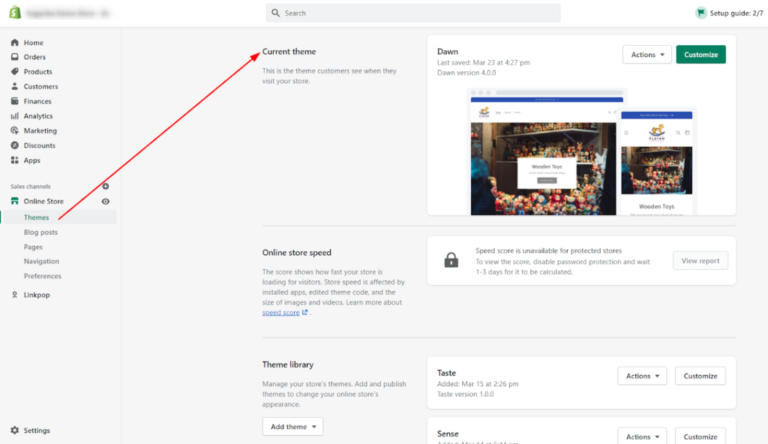 Search
Setup guide: 2/7
Home
Orders
Products
Customers
Finances
Analytics
Marketing
Discounts
Apps
Sales channels
Online Store
Themes
Blog posts
Pages
Navigation
Preferences
Linkpop
Settings
Current theme
This is the theme customers see when they
visit your store.
Dawn
Last saved: Mar 23 at 4:27 pm
Dawn version 4.0.0
Actions
Customize
Wooden Toys
Wooden Toys
Online store speed
The score shows how fast your store is
loading for visitors. Store speed is affected by
installed apps, edited theme code, and the
size of images and videos. Learn more about
speed score .
Speed score is unavailable for protected stores
To view the score, disable password protection and wait
1-3 days for it to be calculated.
View report
Theme library
Manage your store's themes. Add and publish
themes to change your online store's
appearance.
Add theme
Taste
Added: Mar 15 at 2:26 pm
Taste version 1.0.0
Actions
Customize
Sense
Actions
Customize